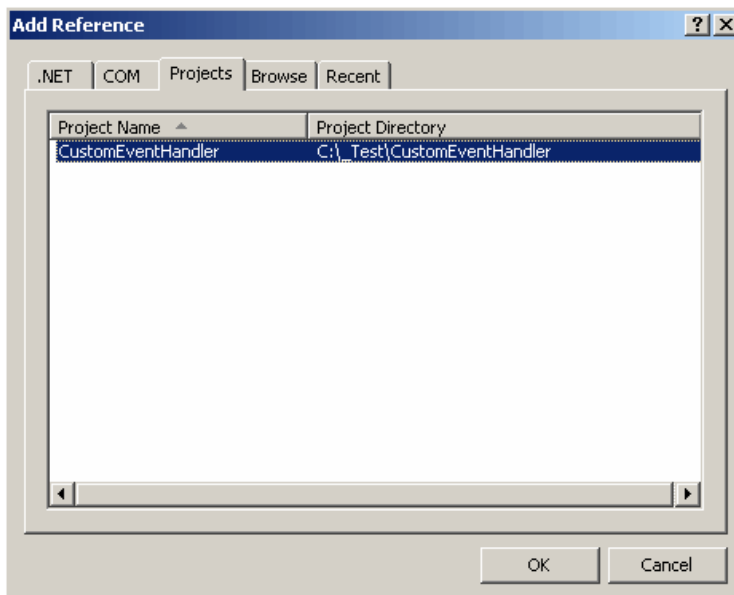 Add Reference
.NET COM Projects Browse Recent
Project Name Project Directory
CustomEventHandler C:\_Test\CustomEventHandler
OK Cancel